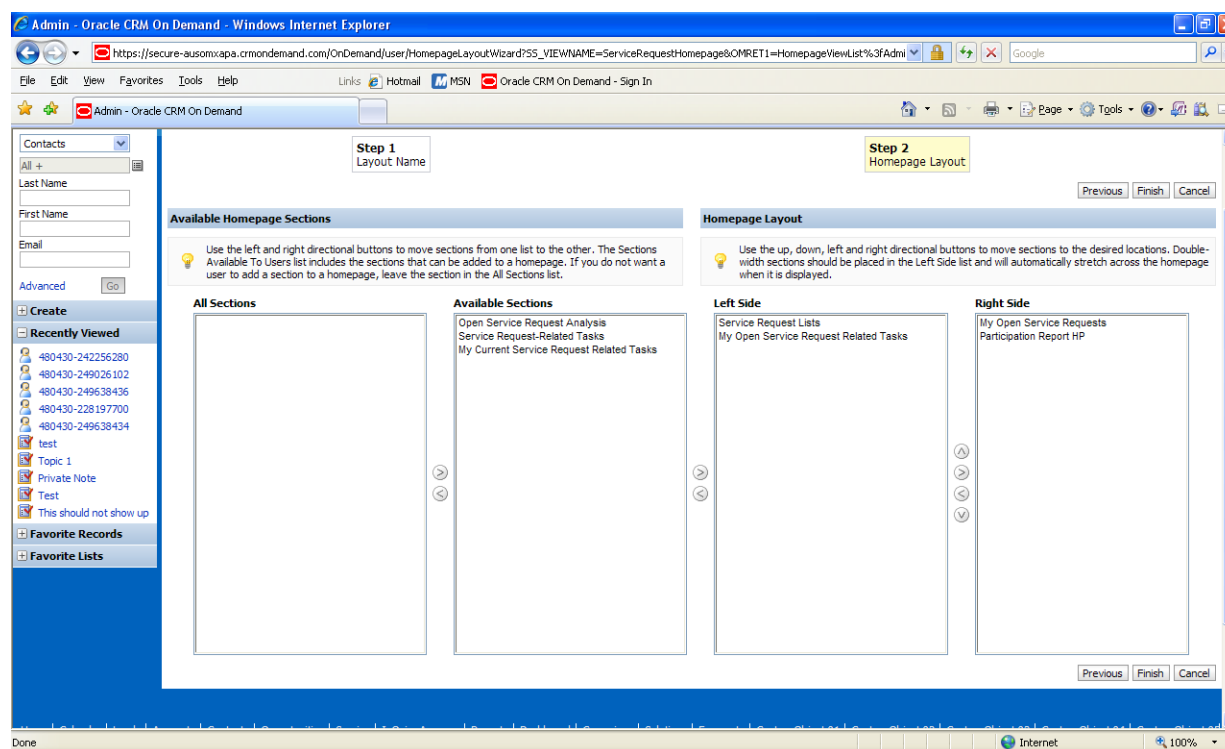 Admin - Oracle CRM On Demand - Windows Internet Explorer
https://secure-ausomxapa.crmondemand.com/OnDemand/user/HomepageLayoutWizard?SS_VIEWNAME=ServiceRequestHomepage&OMRET1=HomepageViewList%3fAdmi
Google
File Edit View Favorites Tools Help
Links Hotmail MSN Oracle CRM On Demand - Sign In
Admin - Oracle CRM On Demand
Page Tools
Contacts
All +
Last Name
First Name
Email
Advanced Go
Create
Recently Viewed
480430-242256280
480430-249026102
480430-249638436
480430-228197700
480430-249638434
test
Topic 1
Private Note
Test
This should not show up
Favorite Records
Favorite Lists
Step 1
Layout Name
Step 2
Homepage Layout
Previous Finish Cancel
Available Homepage Sections
Use the left and right directional buttons to move sections from one list to the other. The Sections
Available To Users list includes the sections that can be added to a homepage. If you do not want a
user to add a section to a homepage, leave the section in the All Sections list.
Homepage Layout
Use the up, down, left and right directional buttons to move sections to the desired locations. Double-
width sections should be placed in the Left Side list and will automatically stretch across the homepage
when it is displayed.
All Sections
Available Sections
Open Service Request Analysis
Service Request-Related Tasks
My Current Service Request Related Tasks
Left Side
Service Request Lists
My Open Service Request Related Tasks
Right Side
My Open Service Requests
Participation Report HP
Previous Finish Cancel
Done
Internet
100%